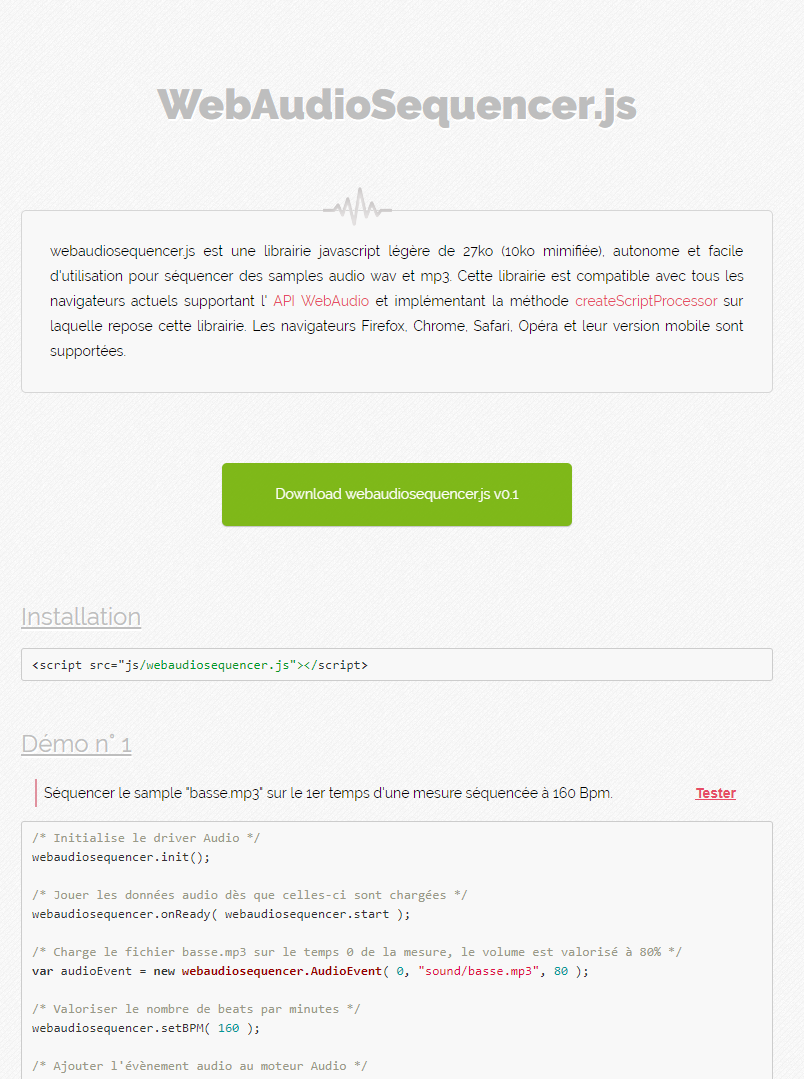 WebAudioSequencer.js
webaudiosequencer.js est une librairie javascript légère de 27ko (10ko mimifiée), autonome et facile
d'utilisation pour séquencer des samples audio wav et mp3. Cette librairie est compatible avec tous les
navigateurs actuels supportant l' API WebAudio et implémentant la méthode createScriptProcessor sur
laquelle repose cette librairie. Les navigateurs Firefox, Chrome, Safari, Opéra et leur version mobile sont
supportées.
Download webaudiosequencer.js v0.1
Installation
<script src="js/webaudiosequencer.js"></script>
Démo n° 1
Séquencer le sample "basse.mp3" sur le 1er temps d'une mesure séquencée à 160 Bpm. Tester
/* Initialise le driver Audio */
webaudiosequencer.init();
/* Jouer les données audio dès que celles-ci sont chargées */
webaudiosequencer.onReady( webaudiosequencer.start );
/* Charge le fichier basse.mp3 sur le temps 0 de la mesure, le volume est valorisé à 80% */
var audioEvent = new webaudiosequencer.AudioEvent( 0, "sound/basse.mp3", 80 );
/* Valoriser le nombre de beats par minutes */
webaudiosequencer.setBPM( 160 );
/* Ajouter l'évènement audio au moteur Audio */